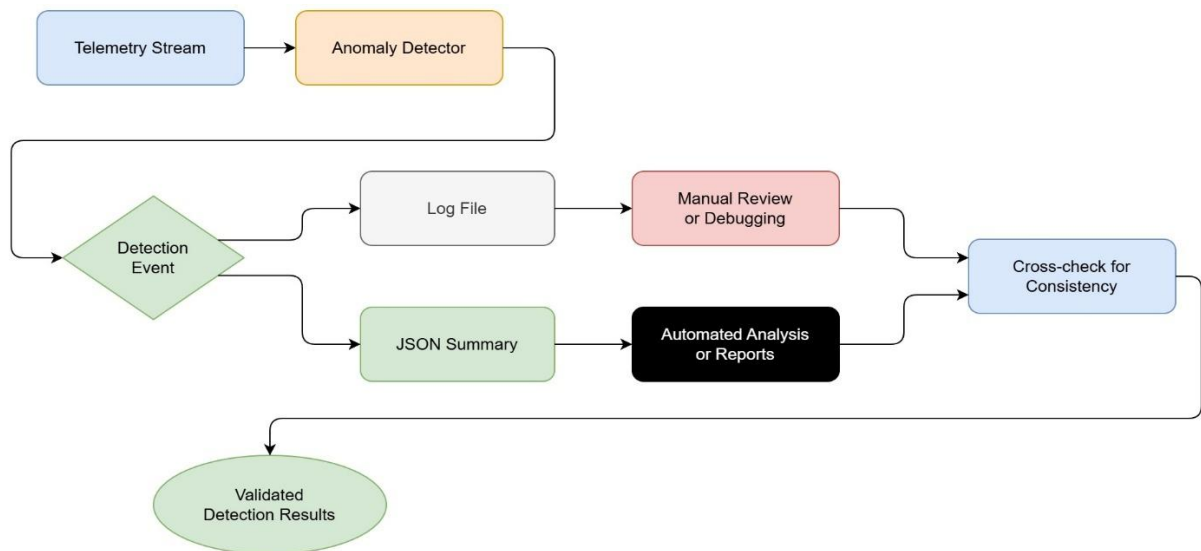 Telemetry Stream
Anomaly Detector
Detection
Event
Log File
Manual Review
or Debugging
JSON Summary
Automated Analysis
or Reports
Cross-check for
Consistency
Validated
Detection Results